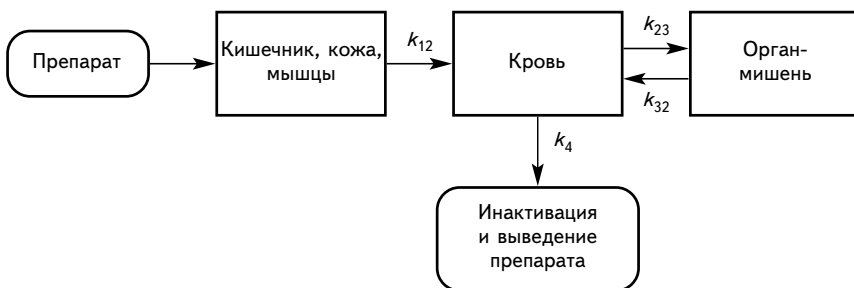 Препарат
Кишечник, кожа,
мышцы
k12
Кровь
k23
k32
Орган-
мишень
k4
Инактивация
и выведение
препарата